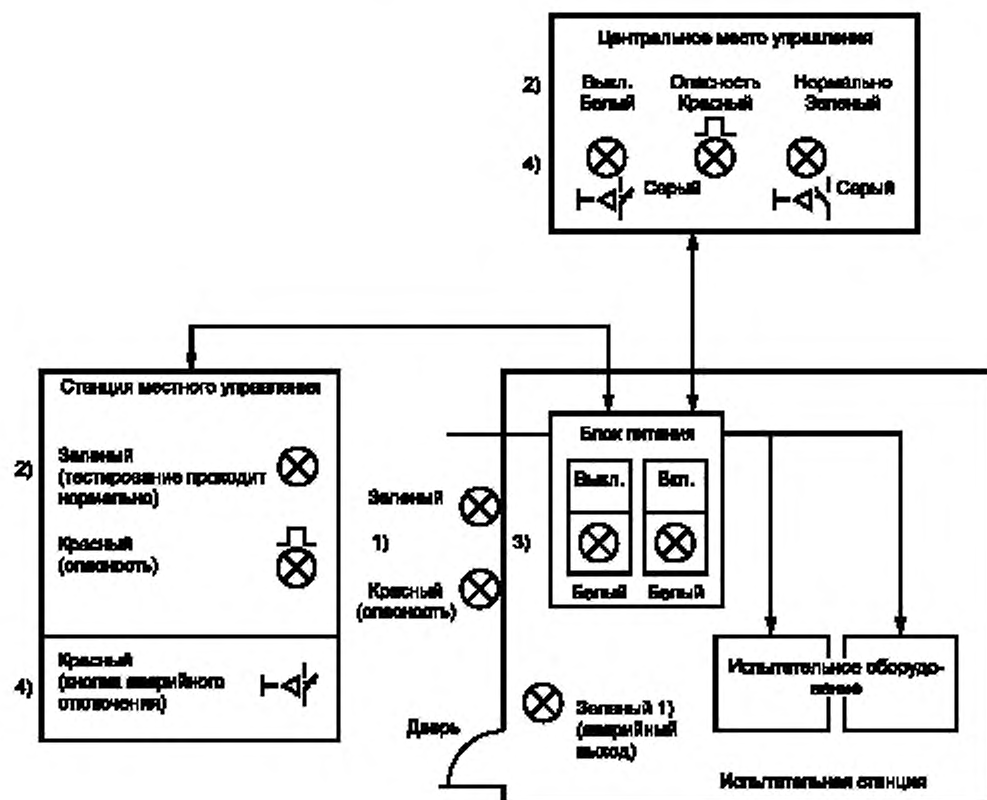 Центральное место управления
2)
Выкл.
Белый
Опасность
Красный
Нормально
Зеленый
4)
Серый
Серый
Станция местного управления
2)
Зеленый
(тестирование проходит
нормально)
Красный
(опасность)
4)
Красный
(кнопка аварийного
отключения)
Зеленый
1)
Красный
(опасность)
3)
Блок питания
Выкл.
Вкл.
Белый
Белый
Испытательное оборудо-
вание
Зеленый 1)
(аварийный
выход)
Дверь
Испытательная станция